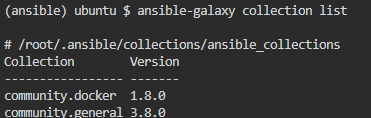 (ansible) ubuntu $ ansible-galaxy collection list
# /root/.ansible/collections/ansible_collections
Collection       Version
----------------- -------
community.docker  1.8.0
community.general 3.8.0